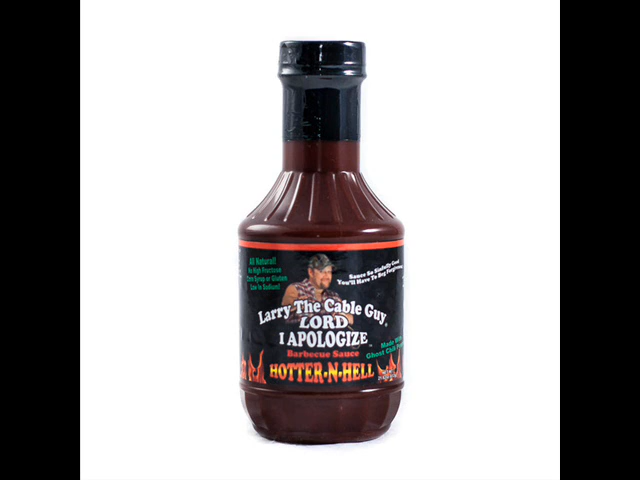 All Natural!
No High Fructose
Corn Syrup or Gluten
Low In Sodium!
Sauce So Sinfully Good
You'll Have To Beg Forgiveness
Larry The Cable Guy®
LORD
I APOLOGIZE™
Barbecue Sauce
HOTTER-N-HELL
Made With
Ghost Chili